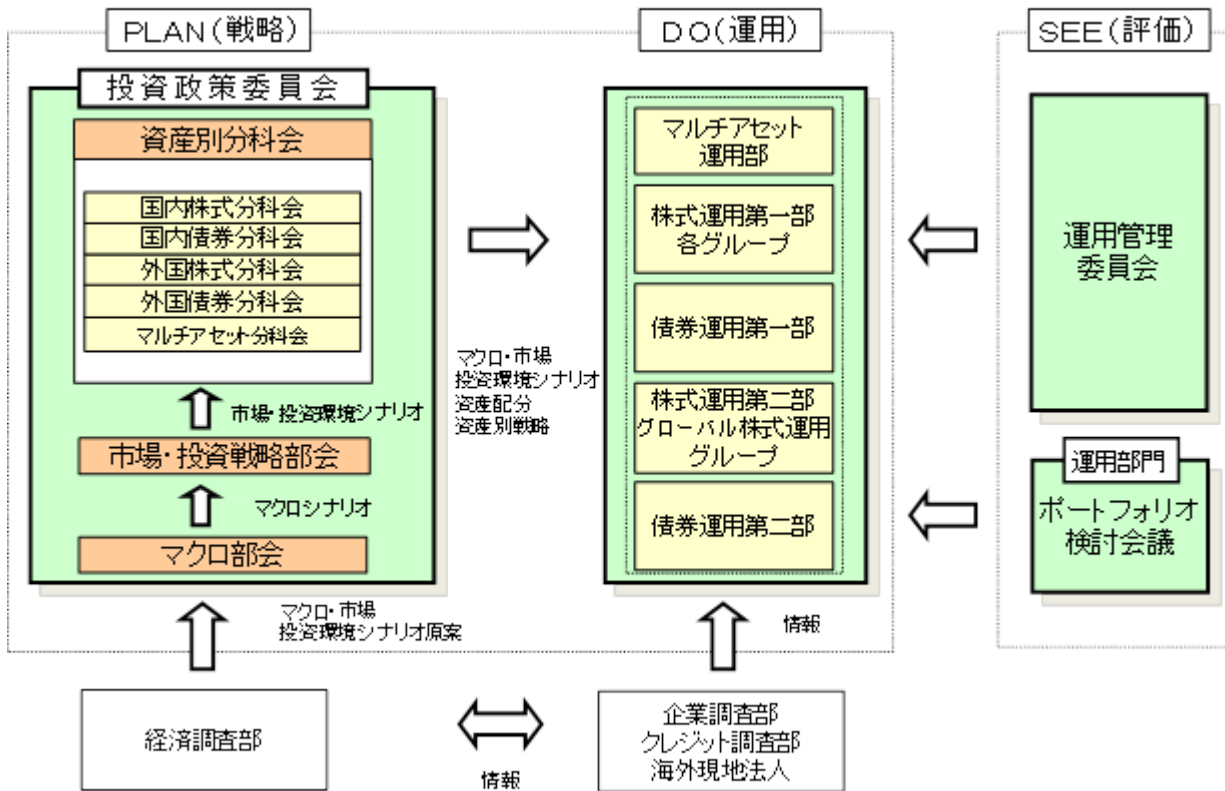 PLAN(戦略)
投資政策委員会
資産別分科会
国内株式分科会
国内債券分科会
外国株式分科会
外国債券分科会
マルチアセット分科会
市場・投資環境シナリオ
市場・投資戦略部会
マクロシナリオ
マクロ部会
マクロ・市場
投資環境シナリオ原案
経済調査部
マクロ・市場
投資環境シナリオ
資産配分
資産別戦略
DO(運用)
マルチアセット
運用部
株式運用第一部
各グループ
債券運用第一部
株式運用第二部
グローバル株式運用
グループ
債券運用第二部
情報
企業調査部
クレジット調査部
海外現地法人
情報
SEE(評価)
運用管理
委員会
運用部門
ポートフォリオ
検討会議